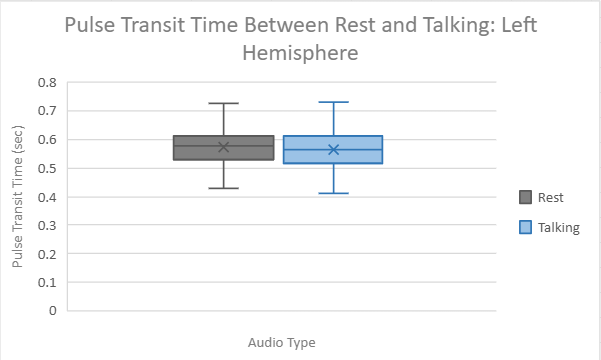 Pulse Transit Time Between Rest and Talking: Left
Hemisphere
0.8
0.7
0.6
0.5
0.4
0.3
0.2
0.1
0
Pulse Transit Time (sec)
Audio Type
Rest
Talking